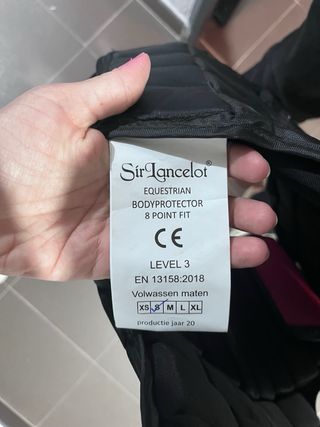 Sir Lancelot®
EQUESTRIAN
BODYPROTECTOR
8 POINT FIT
CE
LEVEL 3
EN 13158:2018
Volwassen maten
XS S M L XL
productie jaar 20